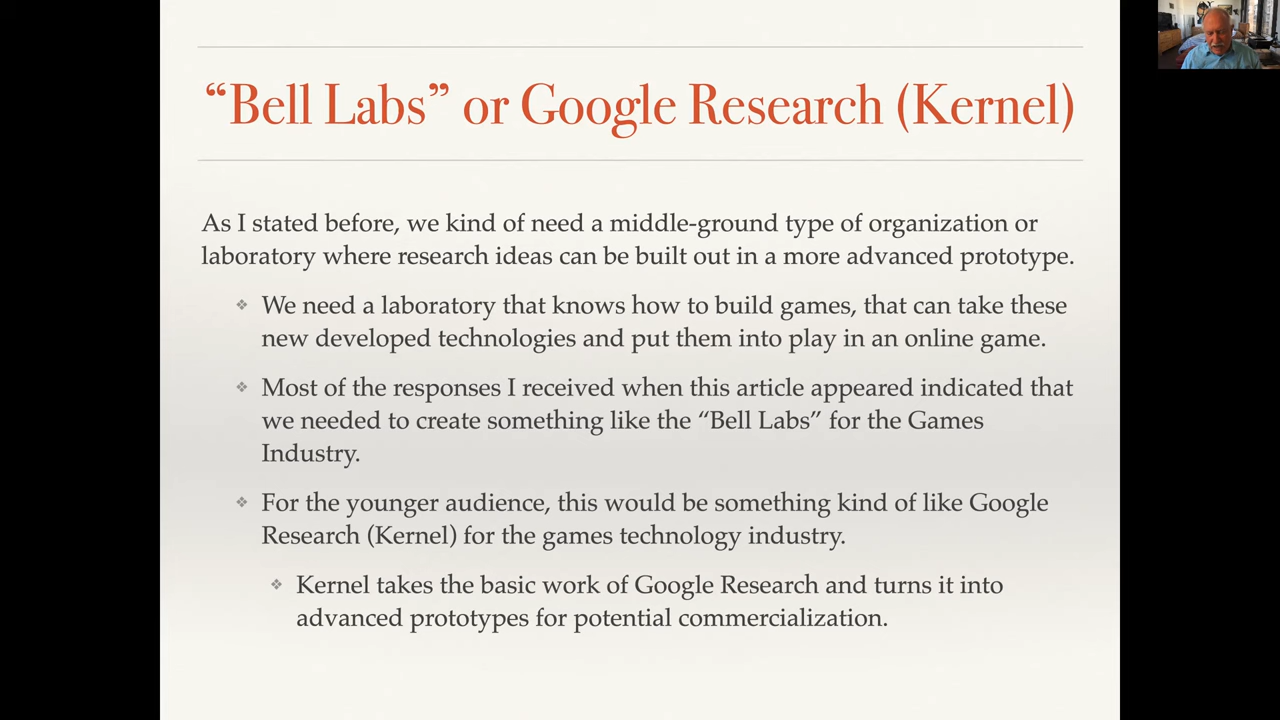 “Bell Labs” or Google Research (Kernel)
As I stated before, we kind of need a middle-ground type of organization or
laboratory where research ideas can be built out in a more advanced prototype.
❖ We need a laboratory that knows how to build games, that can take these
new developed technologies and put them into play in an online game.
❖ Most of the responses I received when this article appeared indicated that
we needed to create something like the “Bell Labs” for the Games
Industry.
❖ For the younger audience, this would be something kind of like Google
Research (Kernel) for the games technology industry.
❖ Kernel takes the basic work of Google Research and turns it into
advanced prototypes for potential commercialization.